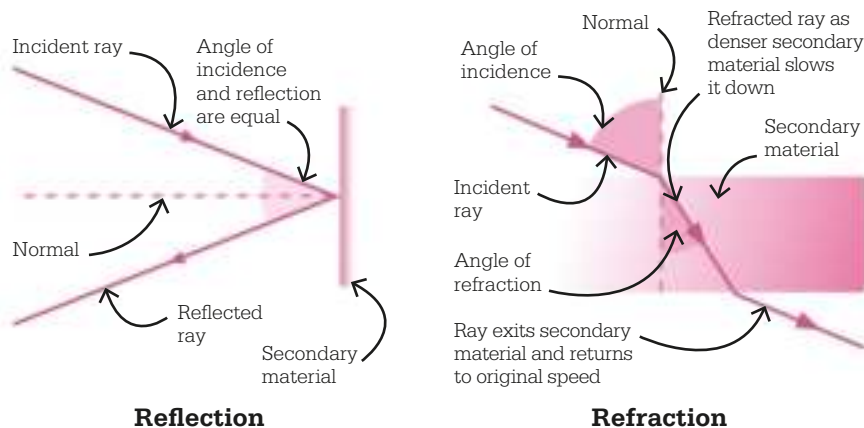 Incident ray
Angle of
incidence
and reflection
are equal
Normal
Reflected
ray
Secondary
material
Reflection
Normal
Refracted ray as
denser secondary
material slows
it down
Angle of
incidence
Secondary
material
Incident
ray
Angle of
refraction
Ray exits secondary
material and returns
to original speed
Refraction